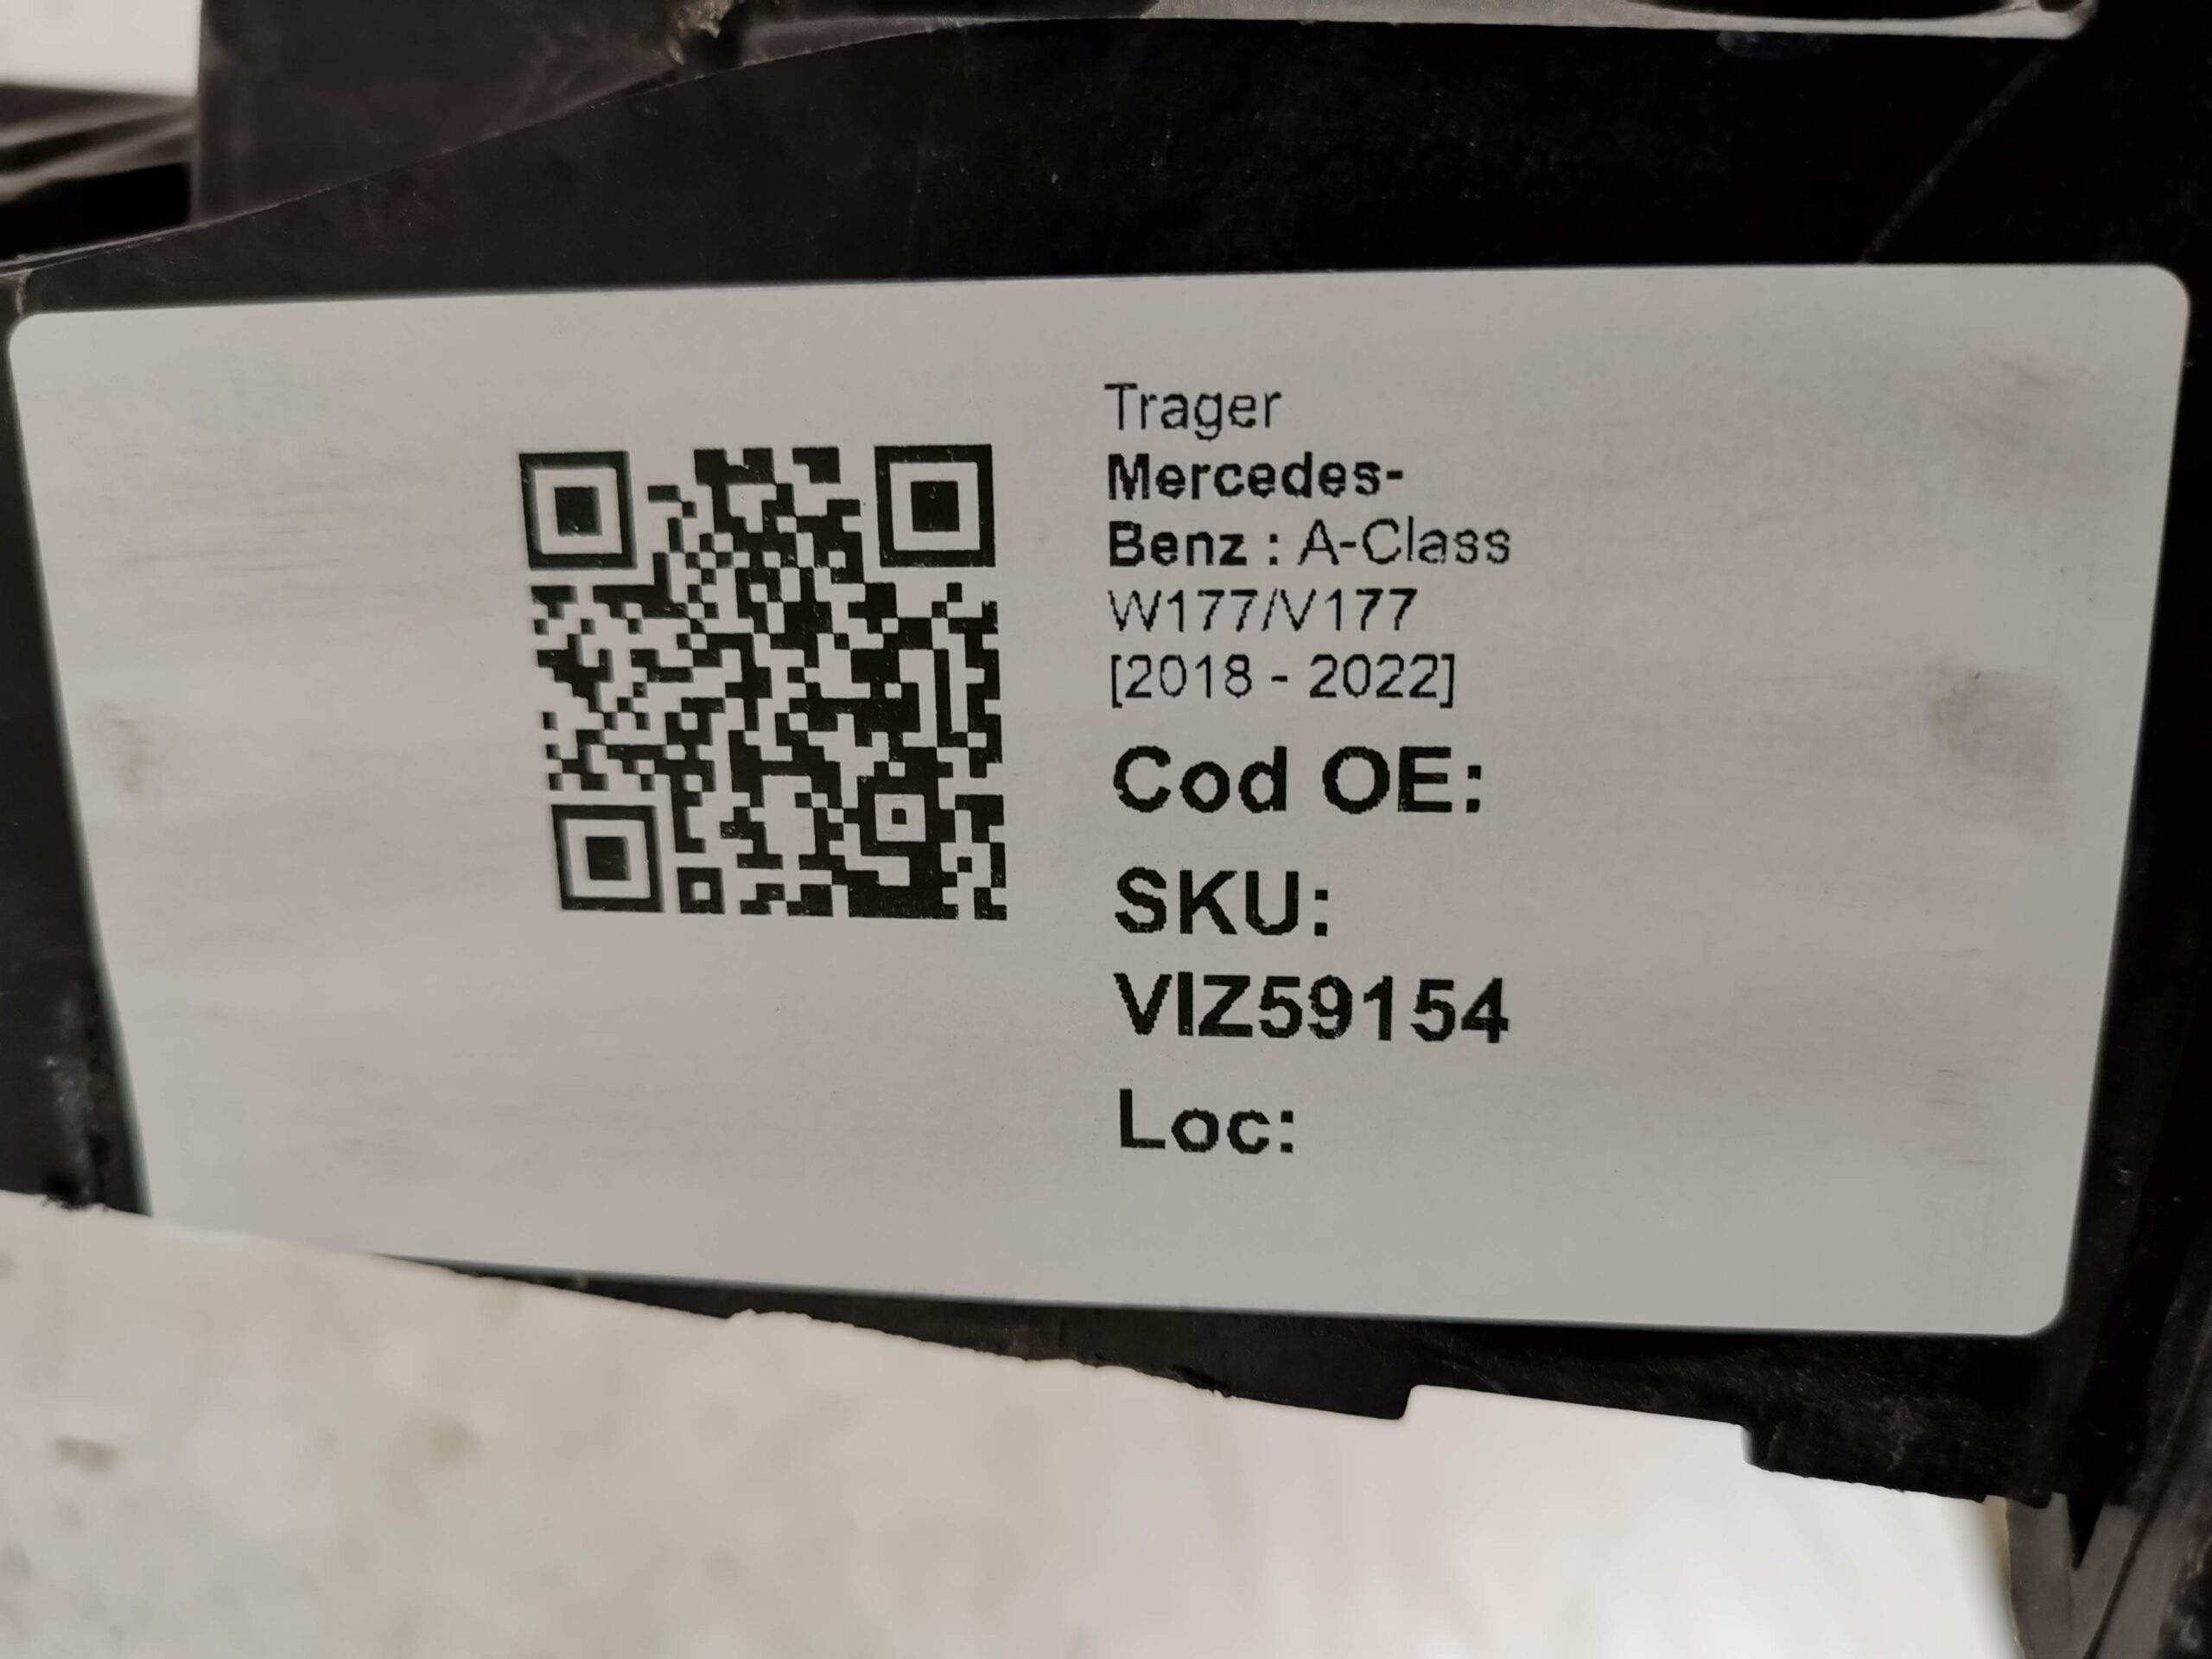 Trager
Mercedes-
Benz : A-Class
W177/V177
[2018 - 2022]
Cod OE:
SKU:
VIZ59154
Loc: